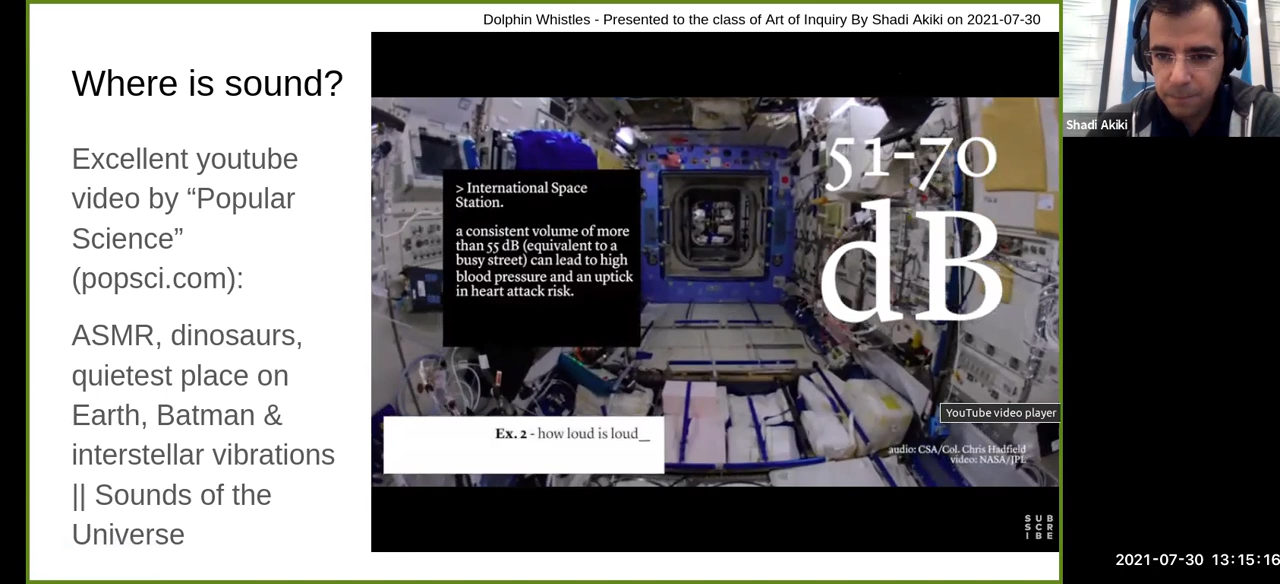 Dolphin Whistles - Presented to the class of Art of Inquiry By Shadi Akiki on 2021-07-30
Where is sound?
Excellent youtube
video by “Popular
Science”
(popsci.com):
ASMR, dinosaurs,
quietest place on
Earth, Batman &
interstellar vibrations
|| Sounds of the
Universe
> International Space
Station.
a consistent volume of more
than 55 dB (equivalent to a
busy street) can lead to high
blood pressure and an uptick
in heart attack risk.
51-70
dB
Ex. 2 - how loud is loud_
YouTube video player
audio: CSA/Col. Chris Hadfield
video: NASA/JPL
SUB
SCR
IBE
Shadi Akiki
2021-07-30 13:15:16